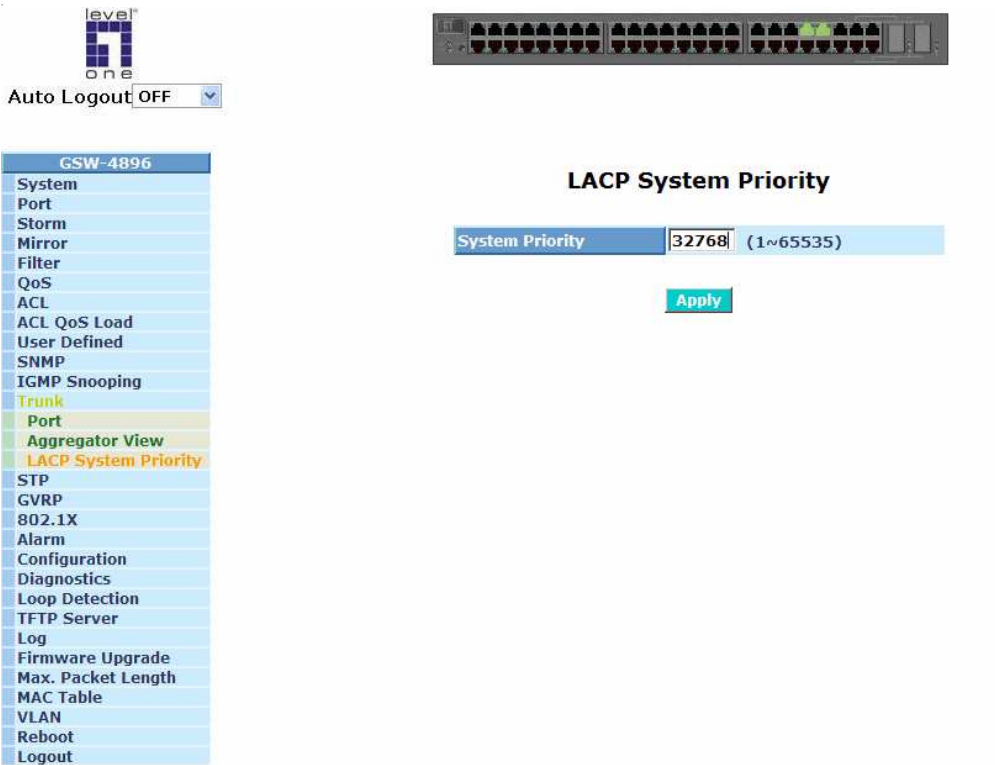 level
one
Auto Logout OFF
GSW-4896
System
Port
Storm
Mirror
Filter
QoS
ACL
ACL QoS Load
User Defined
SNMP
IGMP Snooping
Trunk
Port
Aggregator View
LACP System Priority
STP
GVRP
802.1X
Alarm
Configuration
Diagnostics
Loop Detection
TFTP Server
Log
Firmware Upgrade
Max. Packet Length
MAC Table
VLAN
Reboot
Logout
LACP System Priority
System Priority 32768 (1~65535)
Apply